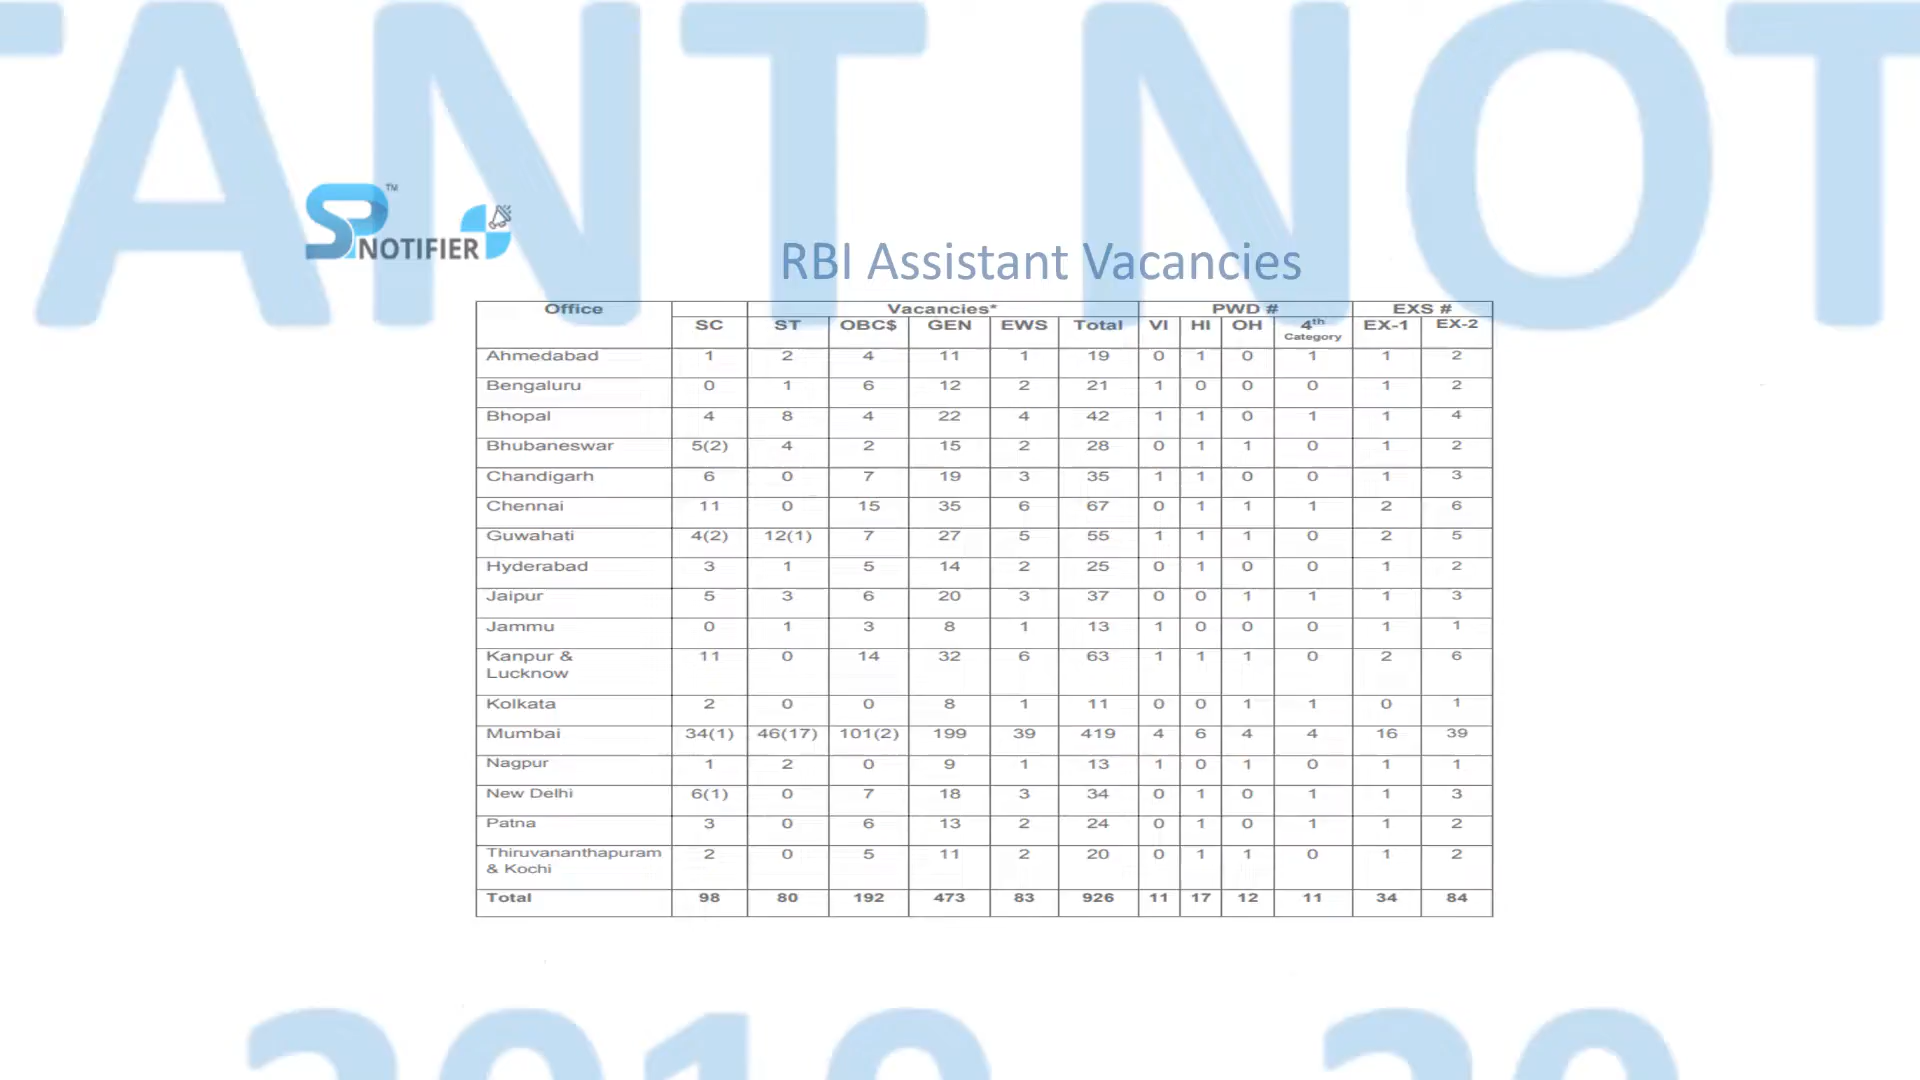 TANT NOT
SP NOTIFIER ™
RBI Assistant Vacancies
Office Vacancies* PWD # EXS #
SC ST OBC$ GEN EWS Total VI HI OH 4th Category EX-1 EX-2
Ahmedabad 1 2 4 11 1 19 0 1 0 1 1 2
Bengaluru 0 1 6 12 2 21 1 0 0 0 1 2
Bhopal 4 8 4 22 4 42 1 1 0 1 1 4
Bhubaneswar 5(2) 4 2 15 2 28 0 1 1 0 1 2
Chandigarh 6 0 7 19 3 35 1 1 0 0 1 3
Chennai 11 0 15 35 6 67 0 1 1 1 2 6
Guwahati 4(2) 12(1) 7 27 5 55 1 1 1 0 2 5
Hyderabad 3 1 5 14 2 25 0 1 0 0 1 2
Jaipur 5 3 6 20 3 37 0 0 1 1 1 3
Jammu 0 1 3 8 1 13 1 0 0 0 1 1
Kanpur & Lucknow 11 0 14 32 6 63 1 1 1 0 2 6
Kolkata 2 0 0 8 1 11 0 0 1 1 0 1
Mumbai 34(1) 46(17) 101(2) 199 39 419 4 6 4 4 16 39
Nagpur 1 2 0 9 1 13 1 0 1 0 1 1
New Delhi 6(1) 0 7 18 3 34 0 1 0 1 1 3
Patna 3 0 6 13 2 24 0 1 0 1 1 2
Thiruvananthapuram & Kochi 2 0 5 11 2 20 0 1 1 0 1 2
Total 98 80 192 473 83 926 11 17 12 11 34 84
2019 20